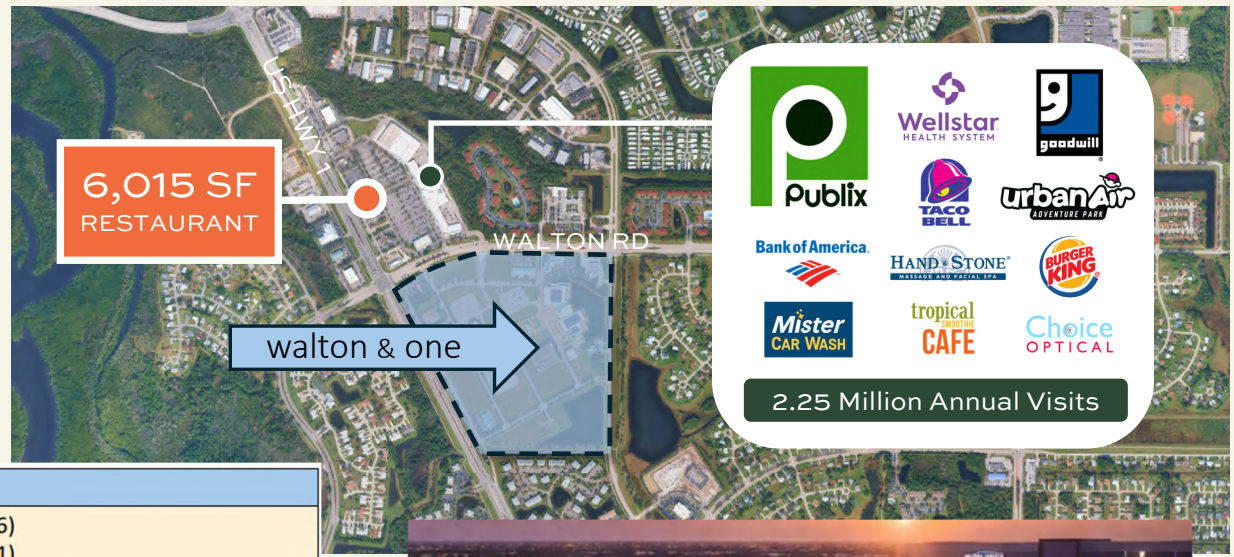 US HWY 1
6,015 SF
RESTAURANT
WALTON RD
walton & one
Publix
Wellstar
HEALTH SYSTEM
goodwill
TACO
BELL
urbanAir
ADVENTURE PARK
Bank of America
HAND & STONE
MASSAGE AND FACIAL SPA
BURGER
KING
Mister
CAR WASH
tropical
SMOOTHIE
CAFE
Choice
OPTICAL
2.25 Million Annual Visits
6)
1)